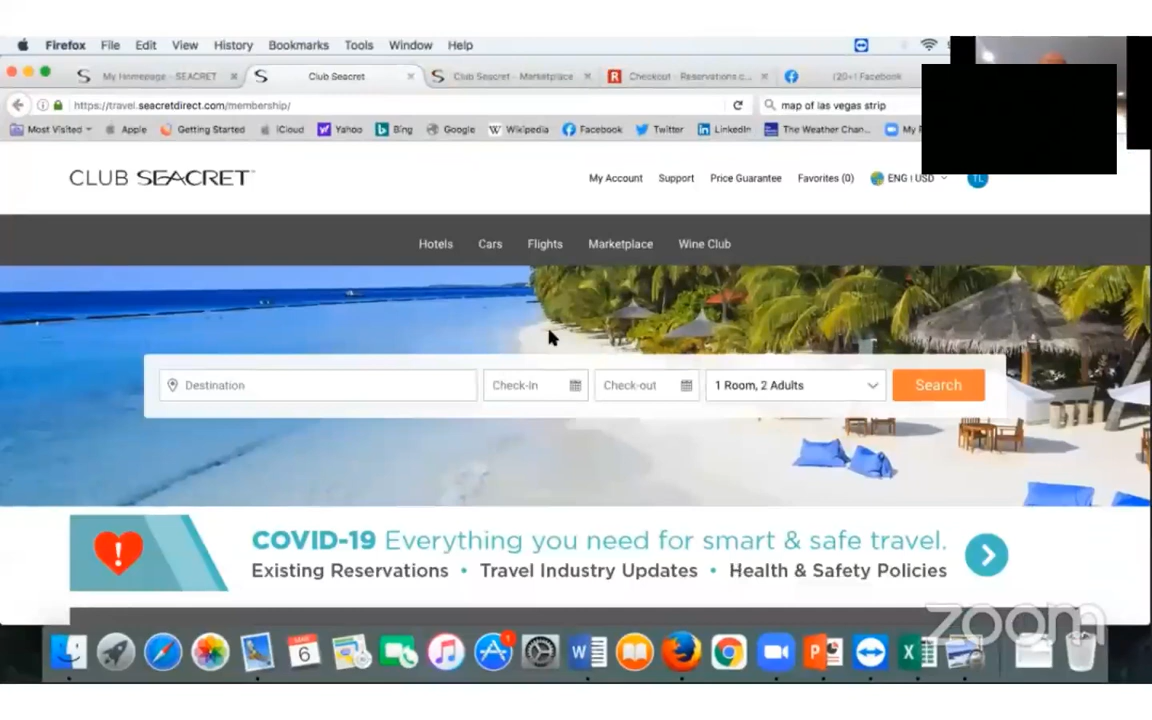 Firefox File Edit View History Bookmarks Tools Window Help
My Homepage - SEACRET × Club Seacret × Club Seacret - Marketplace × Checkout - Reservations c... × (20+) Facebook
https://travel.seacretdirect.com/membership/ map of las vegas strip
Most Visited Apple Getting Started iCloud Yahoo Bing Google Wikipedia Facebook Twitter LinkedIn The Weather Chan...
CLUB SEACRET
My Account Support Price Guarantee Favorites (0) ENG | USD TL
Hotels Cars Flights Marketplace Wine Club
Destination Check-In Check-out 1 Room, 2 Adults Search
COVID-19 Everything you need for smart & safe travel.
Existing Reservations • Travel Industry Updates • Health & Safety Policies
zoom
6
1
W
P
X